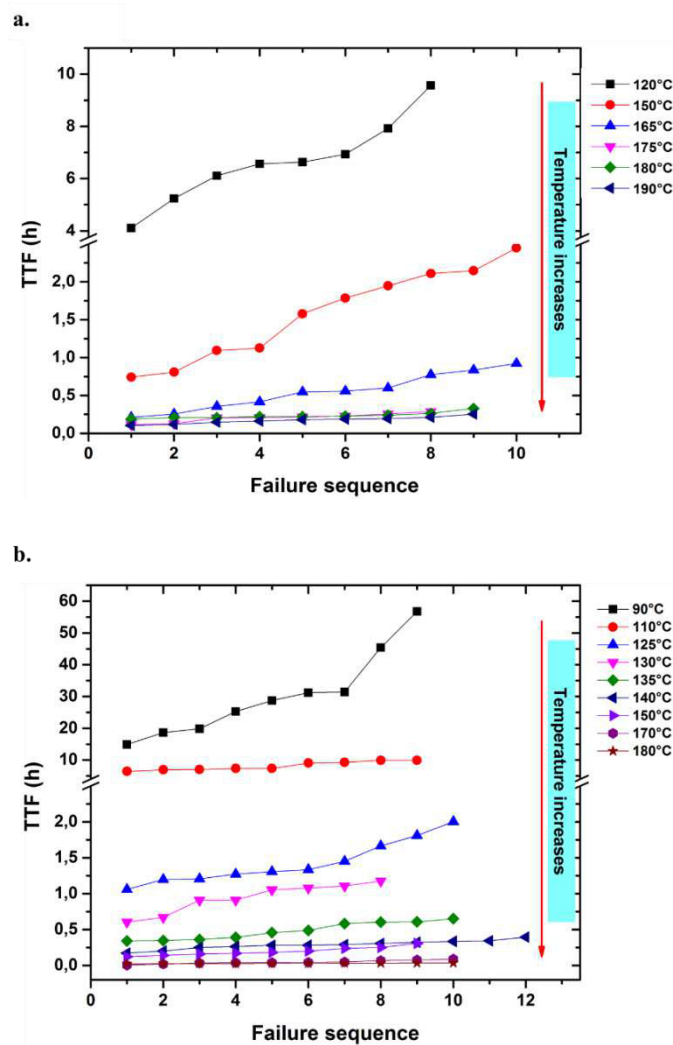 a.
10
8
6
4
2,0
1,5
1,0
0,5
0,0
TTF (h)
0 2 4 6 8 10
Failure sequence
120°C
150°C
165°C
175°C
180°C
190°C
Temperature increases
b.
60
50
40
30
20
10
2,0
1,5
1,0
0,5
0,0
TTF (h)
0 2 4 6 8 10 12
Failure sequence
90°C
110°C
125°C
130°C
135°C
140°C
150°C
170°C
180°C
Temperature increases